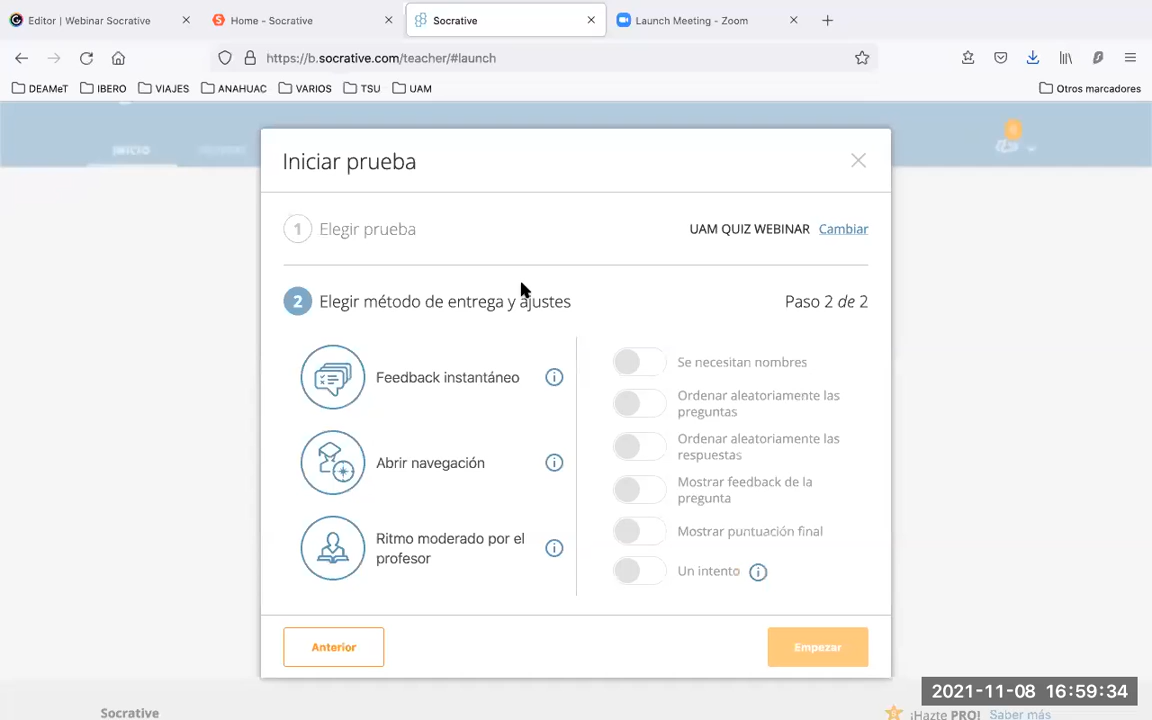 Editor | Webinar Socrative
Home – Socrative
Socrative
Launch Meeting - Zoom
https://b.socrative.com/teacher/#launch
DEAMeT IBERO VIAJES ANAHUAC VARIOS TSU UAM Otros marcadores
INICIO
Iniciar prueba
1 Elegir prueba UAM QUIZ WEBINAR Cambiar
2 Elegir método de entrega y ajustes Paso 2 de 2
Feedback instantáneo
Abrir navegación
Ritmo moderado por el
profesor
Se necesitan nombres
Ordenar aleatoriamente las
preguntas
Ordenar aleatoriamente las
respuestas
Mostrar feedback de la
pregunta
Mostrar puntuación final
Un intento
Anterior
Empezar
2021-11-08 16:59:34
Socrative
¡Hazte PRO! Saber más